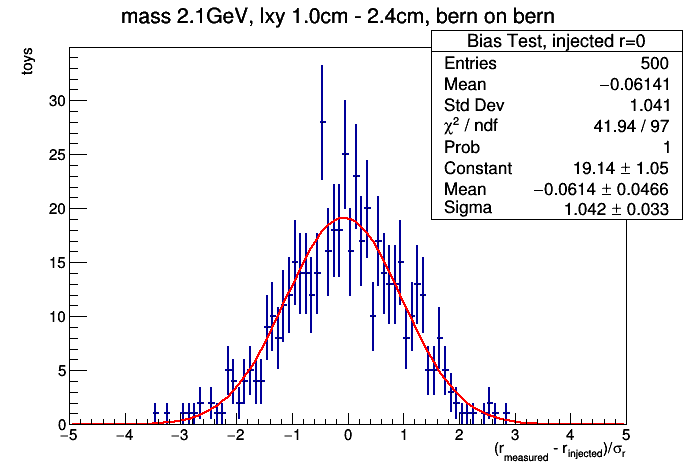 mass 2.1GeV, lxy 1.0cm - 2.4cm, bern on bern
Bias Test, injected r=0
Entries 500
Mean −0.06141
Std Dev 1.041
χ² / ndf 41.94 / 97
Prob 1
Constant 19.14 ± 1.05
Mean −0.0614 ± 0.0466
Sigma 1.042 ± 0.033
toys
30
25
20
15
10
5
0
−5 −4 −3 −2 −1 0 1 2 3 4 5
(r_measured - r_injected)/σ_r